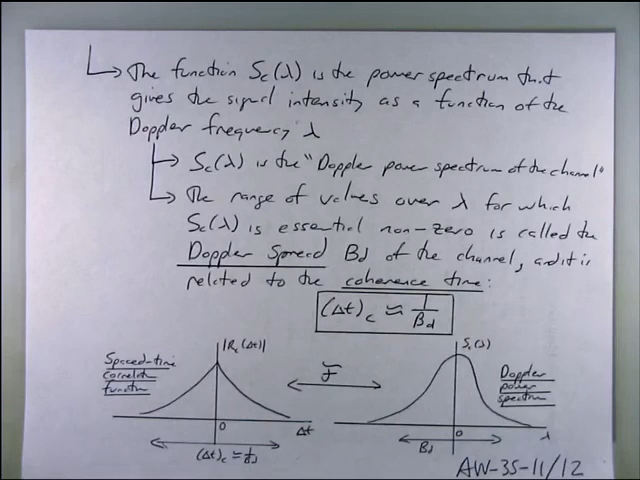 ↳ The function Sc(λ) is the power spectrum that
gives the signal intensity as a function of the
Doppler frequency λ
↳ Sc(λ) is the "Doppler power spectrum of the channel"
↳ The range of values over λ for which
Sc(λ) is essential non-zero is called the
Doppler Spread Bd of the channel, and it is
related to the coherence time:
(Δt)c ≈ 1/Bd
|Rc(Δt)|
Sc(λ)
Spaced-time
correlation
function
F
Doppler
power
spectrum
0
Δt
0
λ
(Δt)c ≈ 1/Bd
Bd
AW-35-11/12